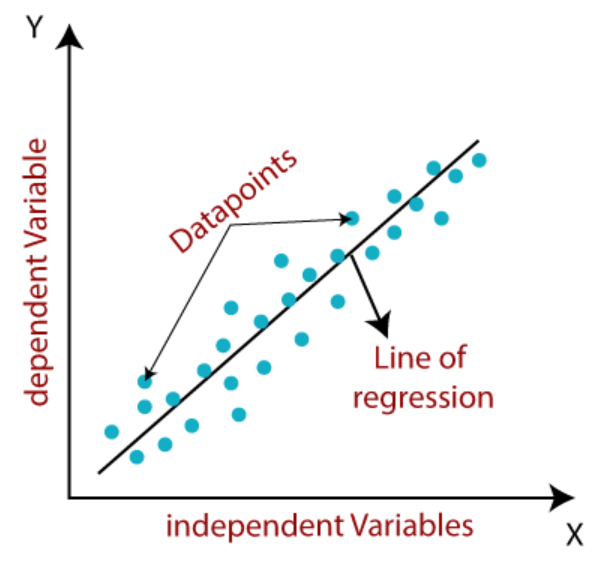 Y
dependent Variable
Datapoints
Line of
regression
independent Variables
X